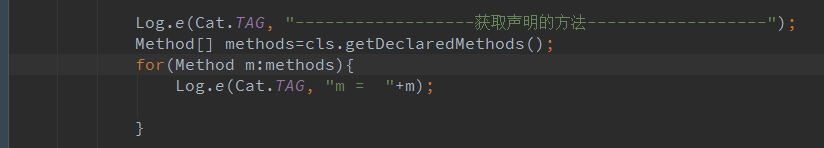 Log.e(Cat.TAG, "------------------获取声明的方法------------------");
Method[] methods=cls.getDeclaredMethods();
for(Method m:methods){
Log.e(Cat.TAG, "m =  "+m);
}